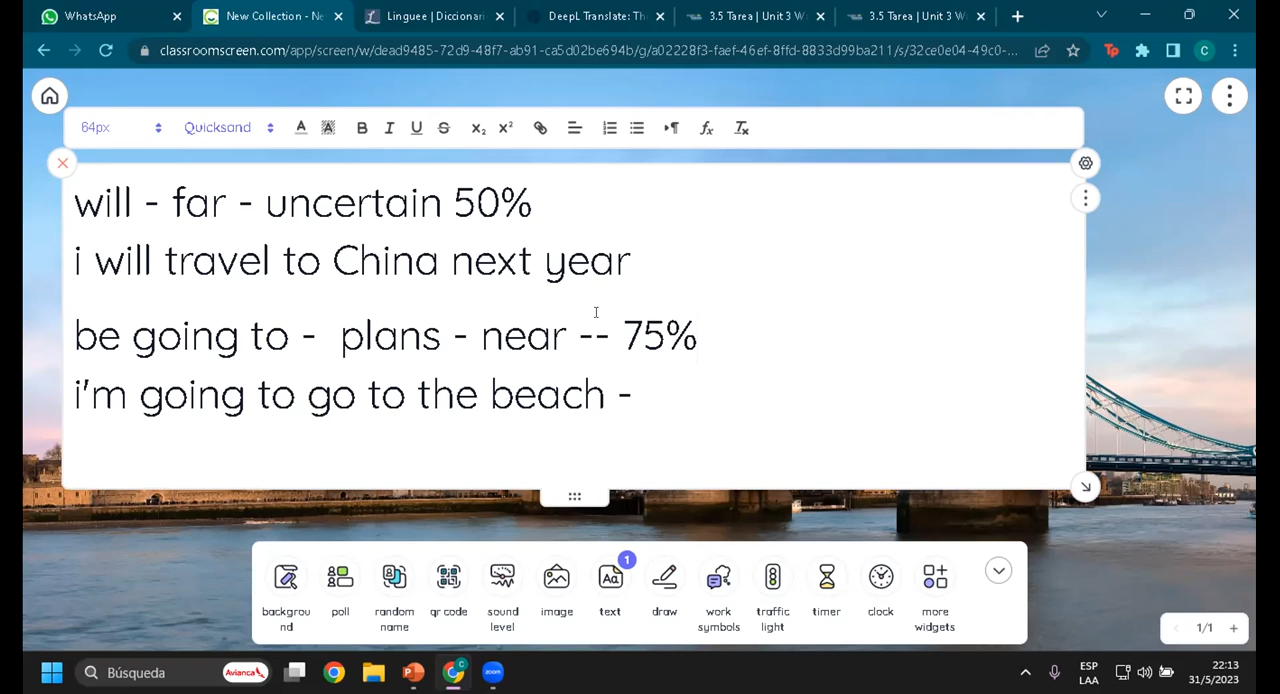 WhatsApp
New Collection - Ne
Linguee | Diccionari
DeepL Translate: Th
3.5 Tarea | Unit 3 W
3.5 Tarea | Unit 3 W
classroomscreen.com/app/screen/w/dead9485-72d9-48f7-ab91-ca5d02be694b/g/a02228f3-faef-46ef-8ffd-8833d99ba211/s/32ce0e04-49c0-...
64px Quicksand
will - far - uncertain 50%
i will travel to China next year
be going to - plans - near -- 75%
i'm going to go to the beach -
1
backgrou
nd
poll
random
name
qr code
sound
level
image
text
draw
work
symbols
traffic
light
timer
clock
more
widgets
1/1
Búsqueda
Avianca
ESP
LAA
22:13
31/5/2023